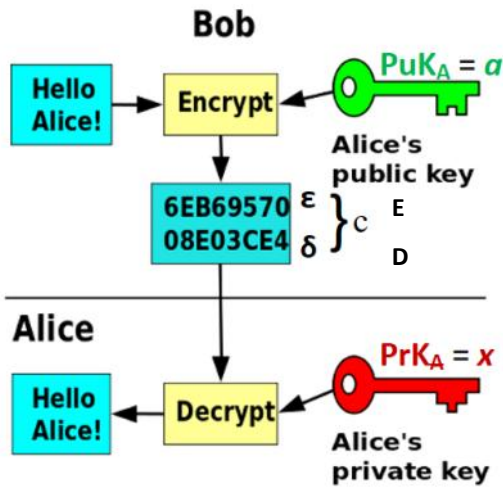 Bob
PuK_A = a
Hello
Alice!
Encrypt
Alice's
public key
6EB69570 ε } c E
08E03CE4 δ D
Alice
PrK_A = x
Hello
Alice!
Decrypt
Alice's
private key